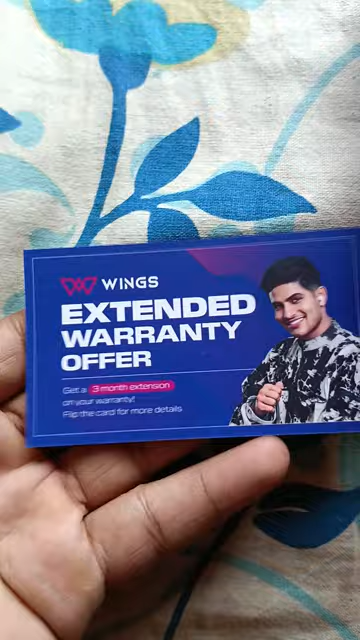 WINGS
EXTENDED
WARRANTY
OFFER
Get a 3 month extension
on your warranty!
Flip the card for more details